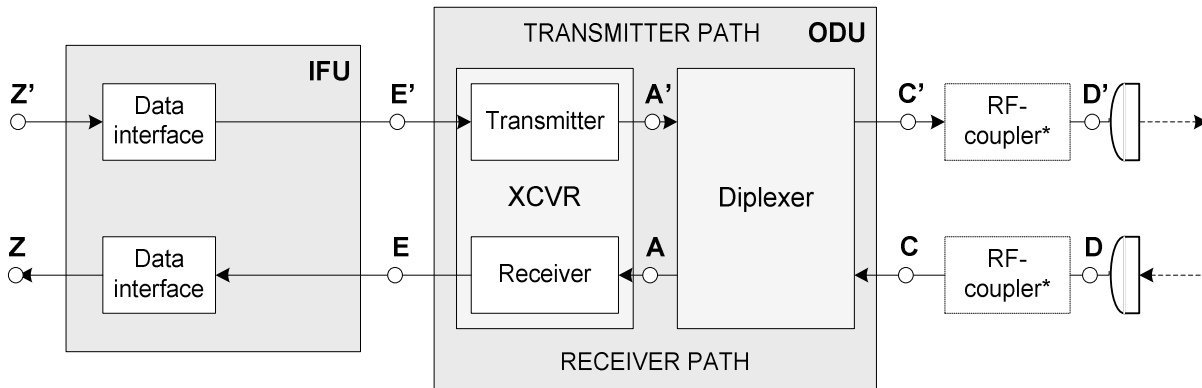 TRANSMITTER PATH
ODU
IFU
Z’
Data
interface
E’
Transmitter
A’
C’
RF-
coupler*
D’
XCVR
Diplexer
Z
Data
interface
E
Receiver
A
C
RF-
coupler*
D
RECEIVER PATH